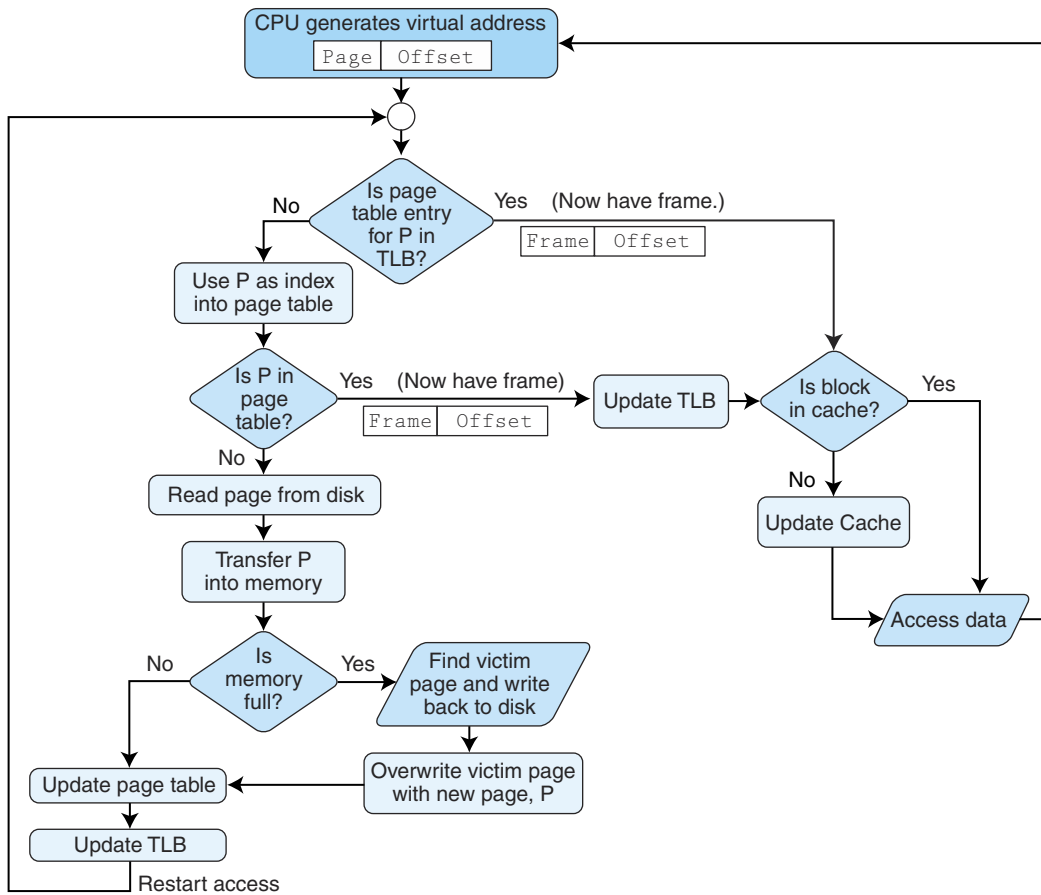 CPU generates virtual address
Page Offset
Is page
table entry
for P in
TLB?
No
Yes (Now have frame.)
Frame Offset
Use P as index
into page table
Is P in
page
table?
Yes (Now have frame)
Frame Offset
Update TLB
Is block
in cache?
Yes
No
No
Read page from disk
Update Cache
Transfer P
into memory
Access data
Is
memory
full?
No
Yes
Find victim
page and write
back to disk
Overwrite victim page
with new page, P
Update page table
Update TLB
Restart access